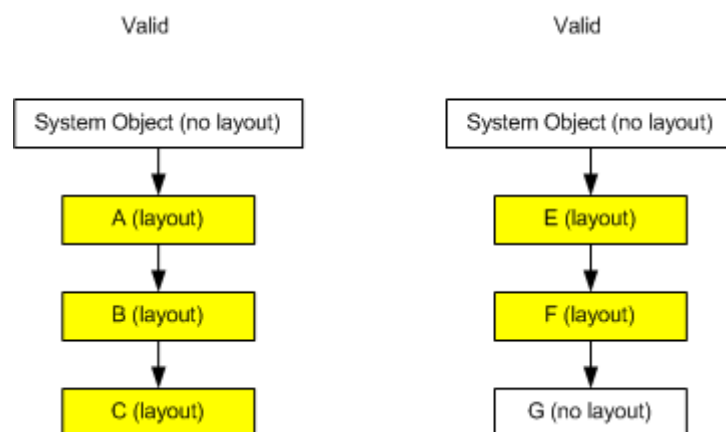 Valid
System Object (no layout)
A (layout)
B (layout)
C (layout)
Valid
System Object (no layout)
E (layout)
F (layout)
G (no layout)